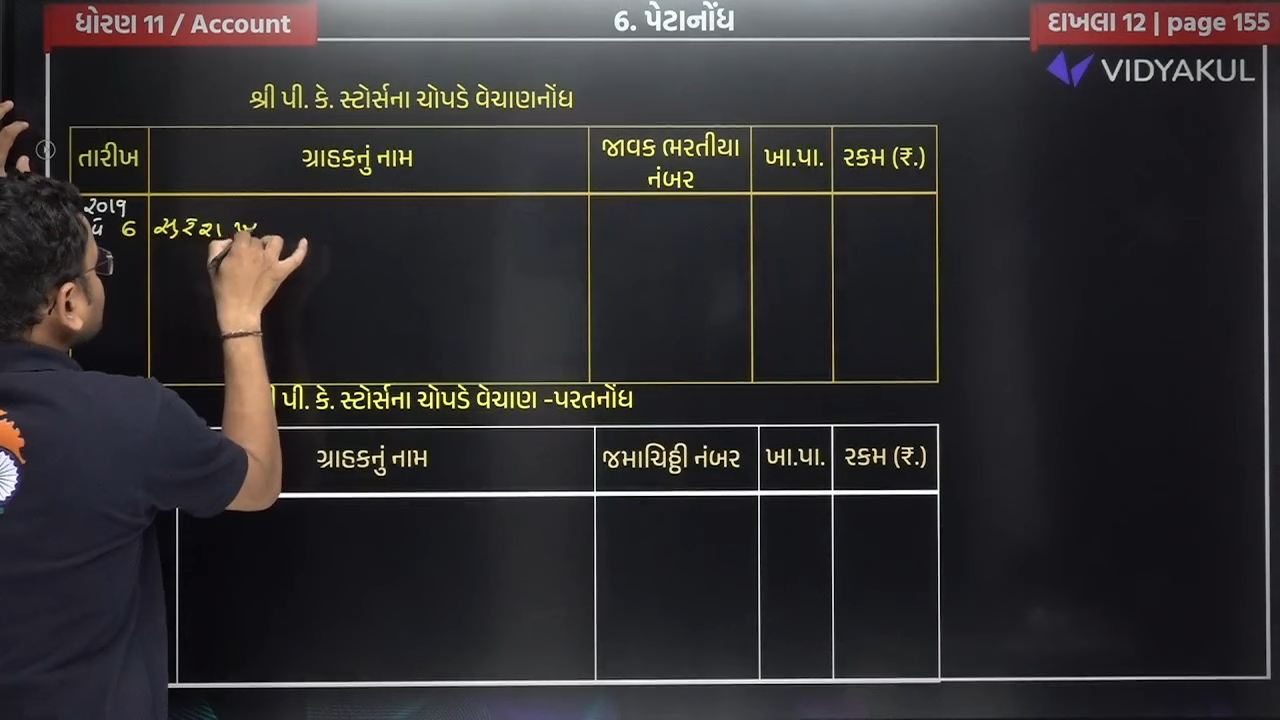 ધોરણ 11 / Account
6. પેટાનોંધ
દાખલા 12 | page 155
VIDYAKUL
શ્રી પી. કે. સ્ટોર્સના ચોપડે વેચાણનોંધ
તારીખ ગ્રાહકનું નામ જાવક ભરતીયા નંબર ખા.પા. રકમ (₹.)
૨૦૧૧
6 સુરેશ
પી. કે. સ્ટોર્સના ચોપડે વેચાણ -પરતનોંધ
ગ્રાહકનું નામ જમાચિઠ્ઠી નંબર ખા.પા. રકમ (₹.)